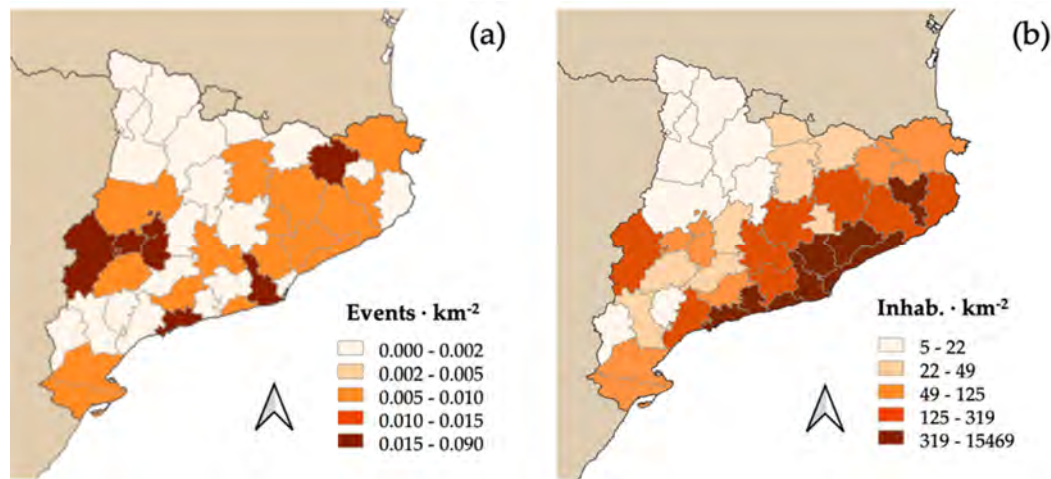 (a)
Events · km-2
0.000 - 0.002
0.002 - 0.005
0.005 - 0.010
0.010 - 0.015
0.015 - 0.090
(b)
Inhab. · km-2
5 - 22
22 - 49
49 - 125
125 - 319
319 - 15469